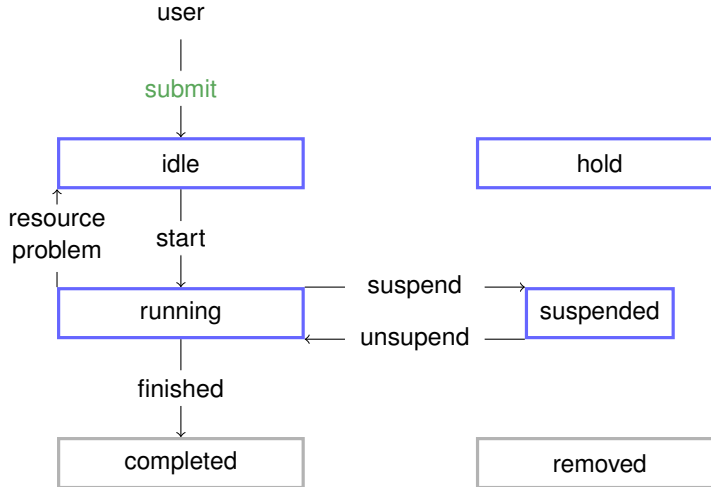 user
submit
idle
hold
resource
problem
start
suspend
running
suspended
unsupend
finished
completed
removed